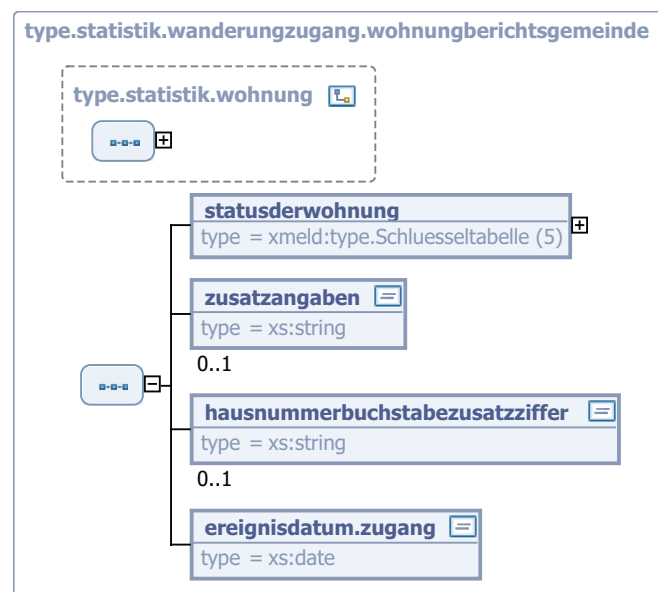 type.statistik.wanderungzugang.wohnungberichtsgemeinde
type.statistik.wohnung
statusderwohnung
type = xmeld:type.Schluesseltabelle (5)
zusatzangaben
type = xs:string
0..1
hausnummerbuchstabezusatzziffer
type = xs:string
0..1
ereignisdatum.zugang
type = xs:date